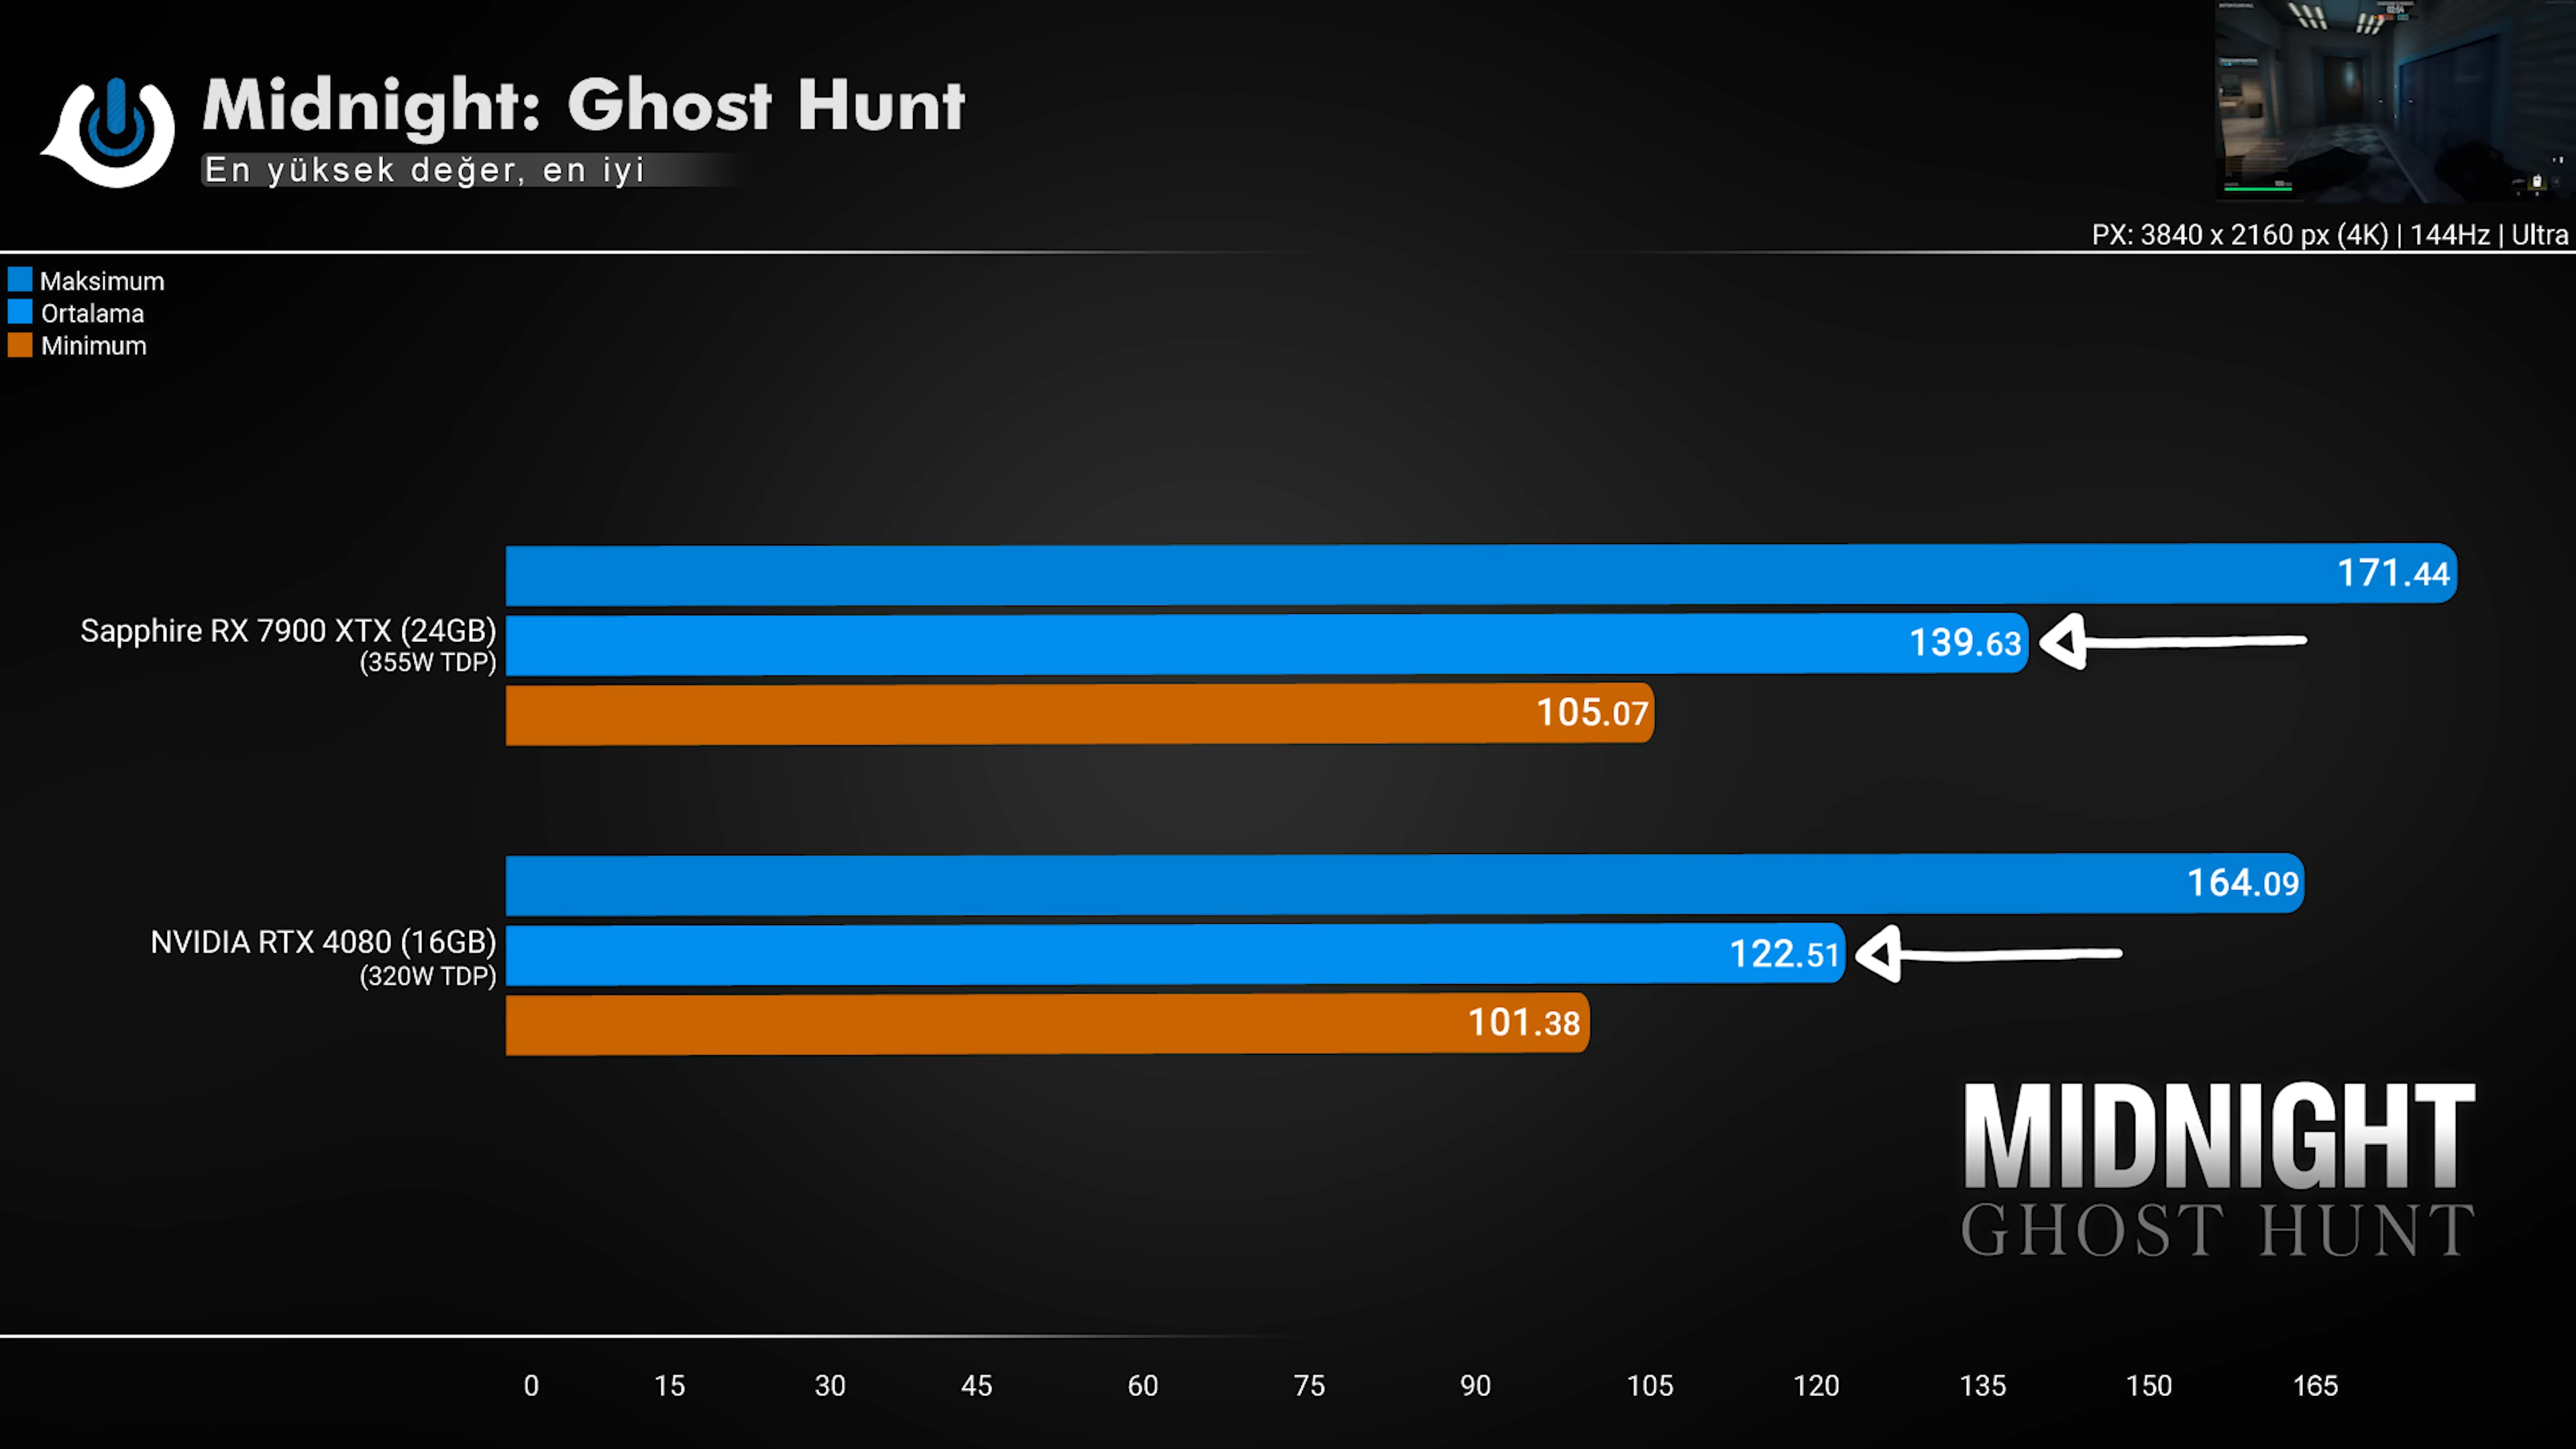 Midnight: Ghost Hunt
En yüksek değer, en iyi
PX: 3840 x 2160 px (4K) | 144Hz | Ultra
Maksimum
Ortalama
Minimum
171.44
Sapphire RX 7900 XTX (24GB)
(355W TDP)
139.63
105.07
164.09
NVIDIA RTX 4080 (16GB)
(320W TDP)
122.51
101.38
MIDNIGHT
GHOST HUNT
0 15 30 45 60 75 90 105 120 135 150 165